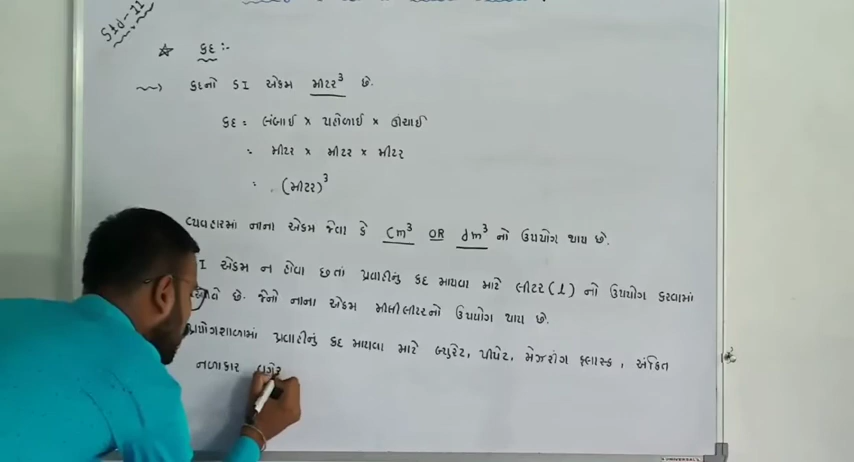 Std-11
☆ કદ :-
કદનો SI એકમ મીટર³ છે.
કદ = લંબાઈ × પહોળાઈ × ઊંચાઈ
= મીટર × મીટર × મીટર
= (મીટર)³
વ્યવહારમાં નાના એકમ જેવા કે Cm³ OR dm³ નો ઉપયોગ થાય છે.
I એકમ ન હોવા છતાં પ્રવાહીનું કદ માપવા માટે લીટર (l) નો ઉપયોગ કરવામાં
આવે છે. જેનો નાના એકમ મીલીલીટરનો ઉપયોગ થાય છે.
પ્રયોગશાળામાં પ્રવાહીનું કદ માપવા માટે બ્યુરેટ, પીપેટ, મેઝરીંગ ફ્લાસ્ક, અંકિત
નળાકાર વગેરે